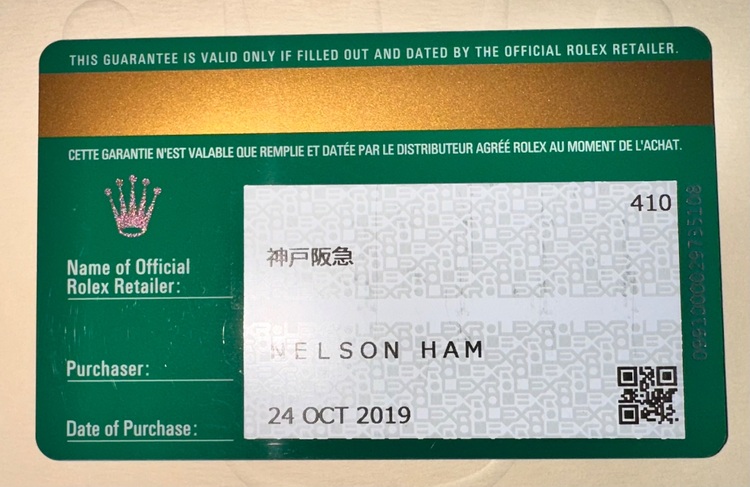 THIS GUARANTEE IS VALID ONLY IF FILLED OUT AND DATED BY THE OFFICIAL ROLEX RETAILER.
CETTE GARANTIE N'EST VALABLE QUE REMPLIE ET DATÉE PAR LE DISTRIBUTEUR AGRÉÉ ROLEX AU MOMENT DE L'ACHAT.
410
神戸阪急
Name of Official
Rolex Retailer:
Purchaser:
NELSON HAM
Date of Purchase:
24 OCT 2019